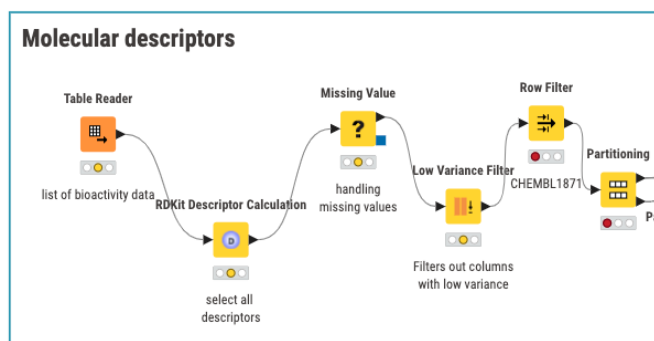 Molecular descriptors
Table Reader
list of bioactivity data
RDKit Descriptor Calculation
D
select all
descriptors
Missing Value
?
handling
missing values
Low Variance Filter
Filters out columns
with low variance
Row Filter
CHEMBL1871
Partitioning